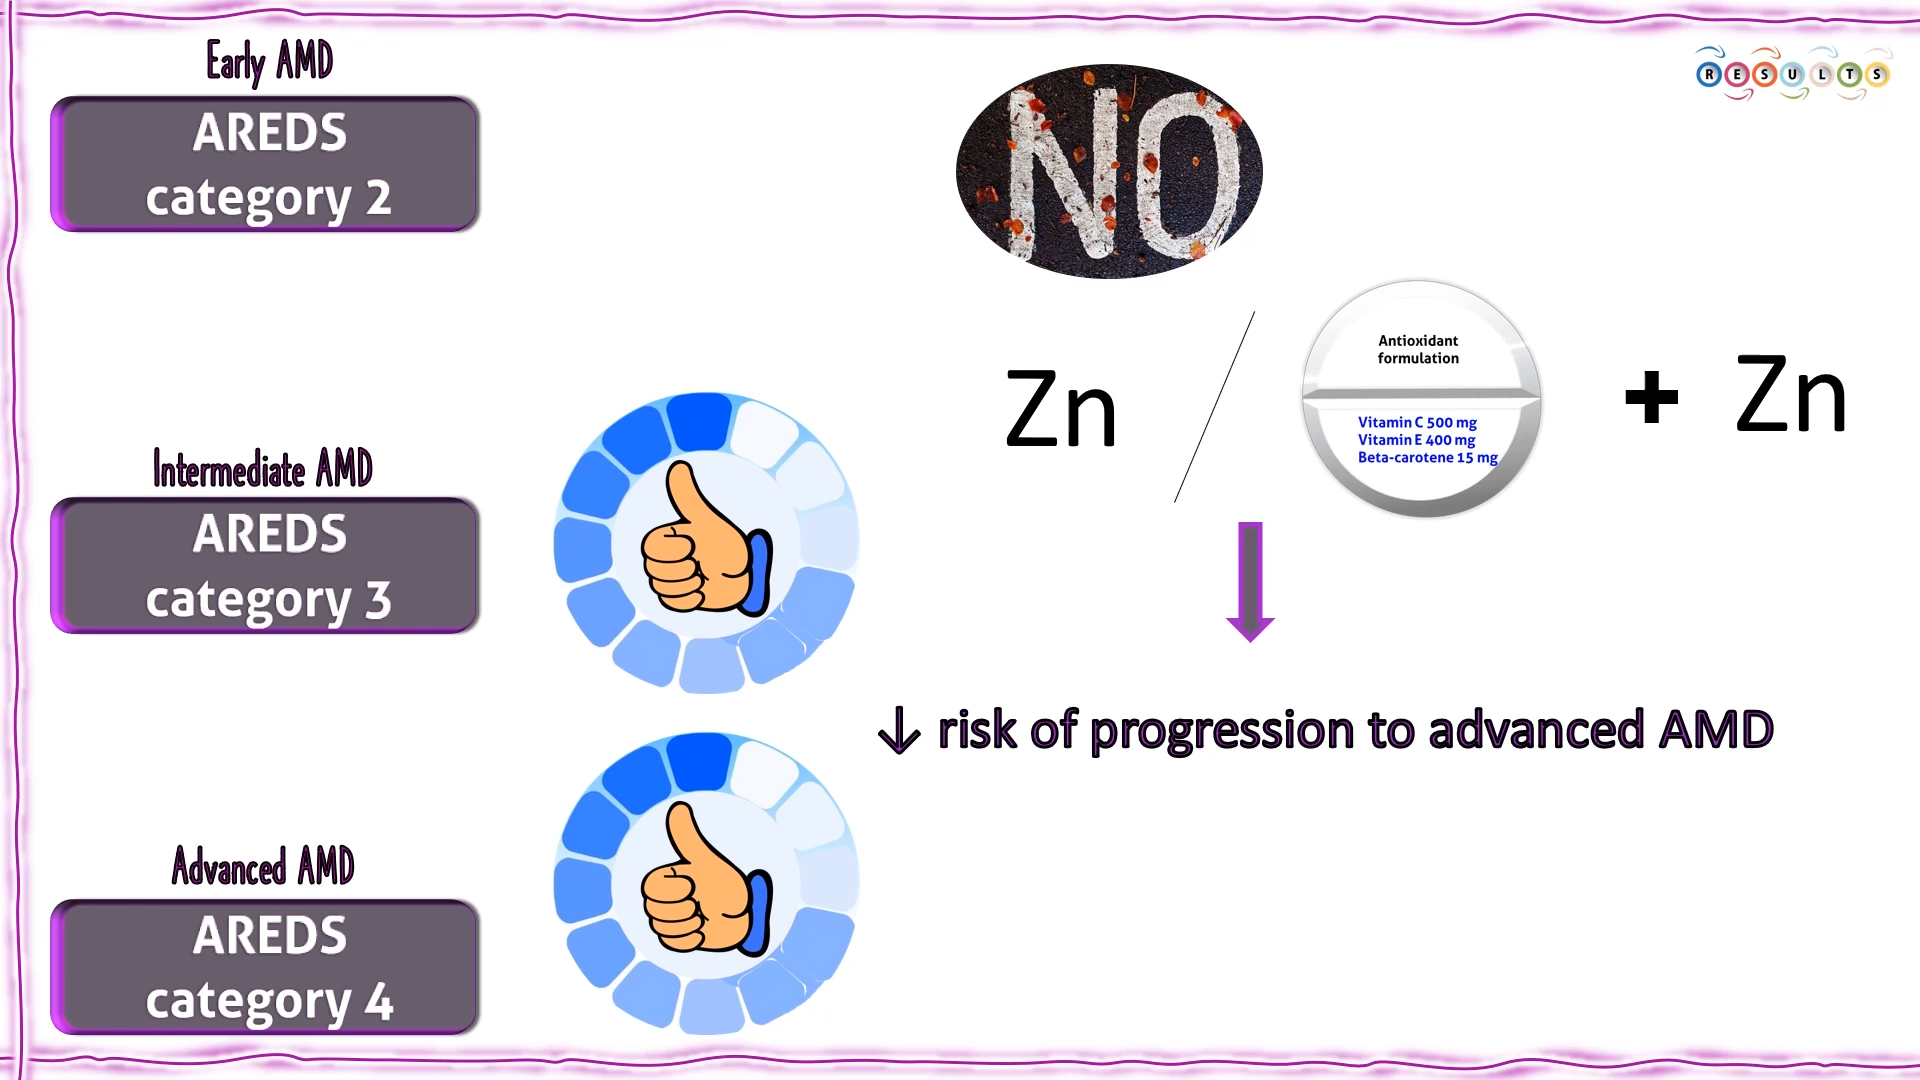 Early AMD
AREDS
category 2
NO
RESULTS
Zn
Antioxidant
formulation
Vitamin C 500 mg
Vitamin E 400 mg
Beta-carotene 15 mg
+ Zn
Intermediate AMD
AREDS
category 3
↓ risk of progression to advanced AMD
Advanced AMD
AREDS
category 4